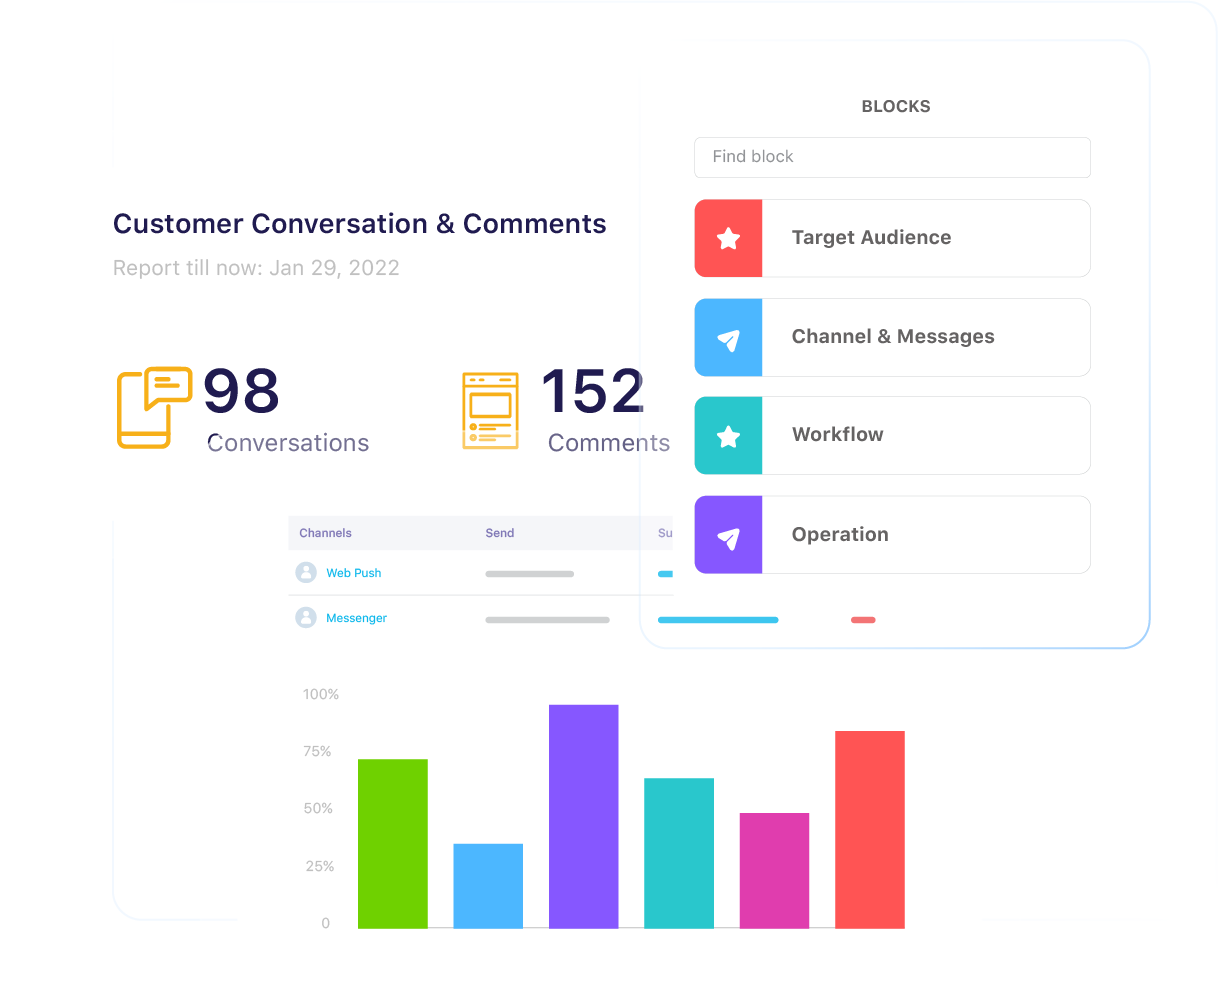 BLOCKS
Find block
Target Audience
Channel & Messages
Workflow
Operation
Customer Conversation & Comments
Report till now: Jan 29, 2022
98
Conversations
152
Comments
Channels Send Su
Web Push
Messenger
100%
75%
50%
25%
0